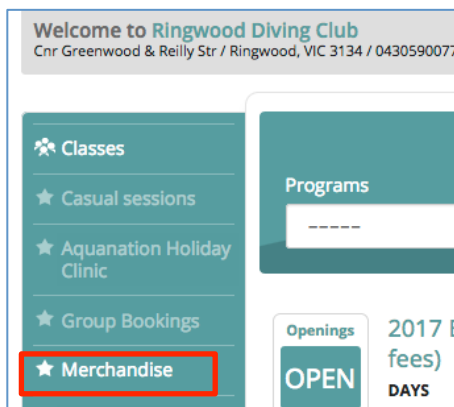 Welcome to Ringwood Diving Club
Cnr Greenwood & Reilly Str / Ringwood, VIC 3134 / 0430590077
Classes
Casual sessions
Aquanation Holiday
Clinic
Group Bookings
Merchandise
Programs
-----
Openings
OPEN
2017
fees)
DAYS